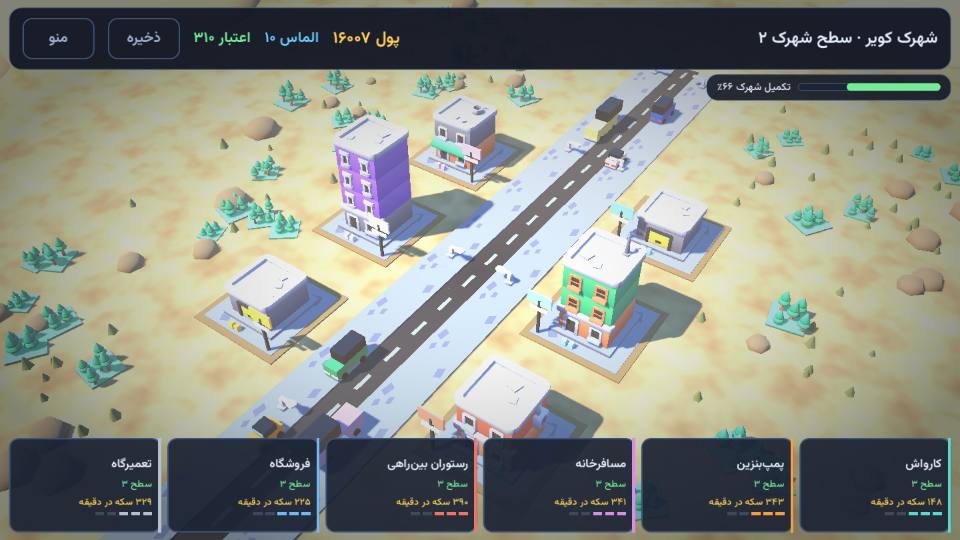 شهرک کویر · سطح شهرک ۲
پول ۱۶۰۰۷
الماس ۱۰
اعتبار ۳۱۰
ذخیره
منو
تکمیل شهرک ۶۶٪
کارواش
سطح ۳
۱۴۸ سکه در دقیقه
پمپ‌بنزین
سطح ۳
۳۴۳ سکه در دقیقه
مسافرخانه
سطح ۳
۳۴۱ سکه در دقیقه
رستوران بین‌راهی
سطح ۳
۳۹۰ سکه در دقیقه
فروشگاه
سطح ۳
۲۲۵ سکه در دقیقه
تعمیرگاه
سطح ۳
۳۲۹ سکه در دقیقه